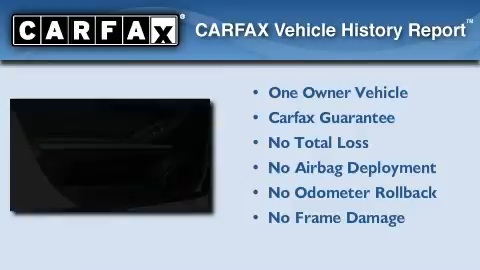 CARFAX® CARFAX Vehicle History Report™
• One Owner Vehicle
• Carfax Guarantee
• No Total Loss
• No Airbag Deployment
• No Odometer Rollback
• No Frame Damage